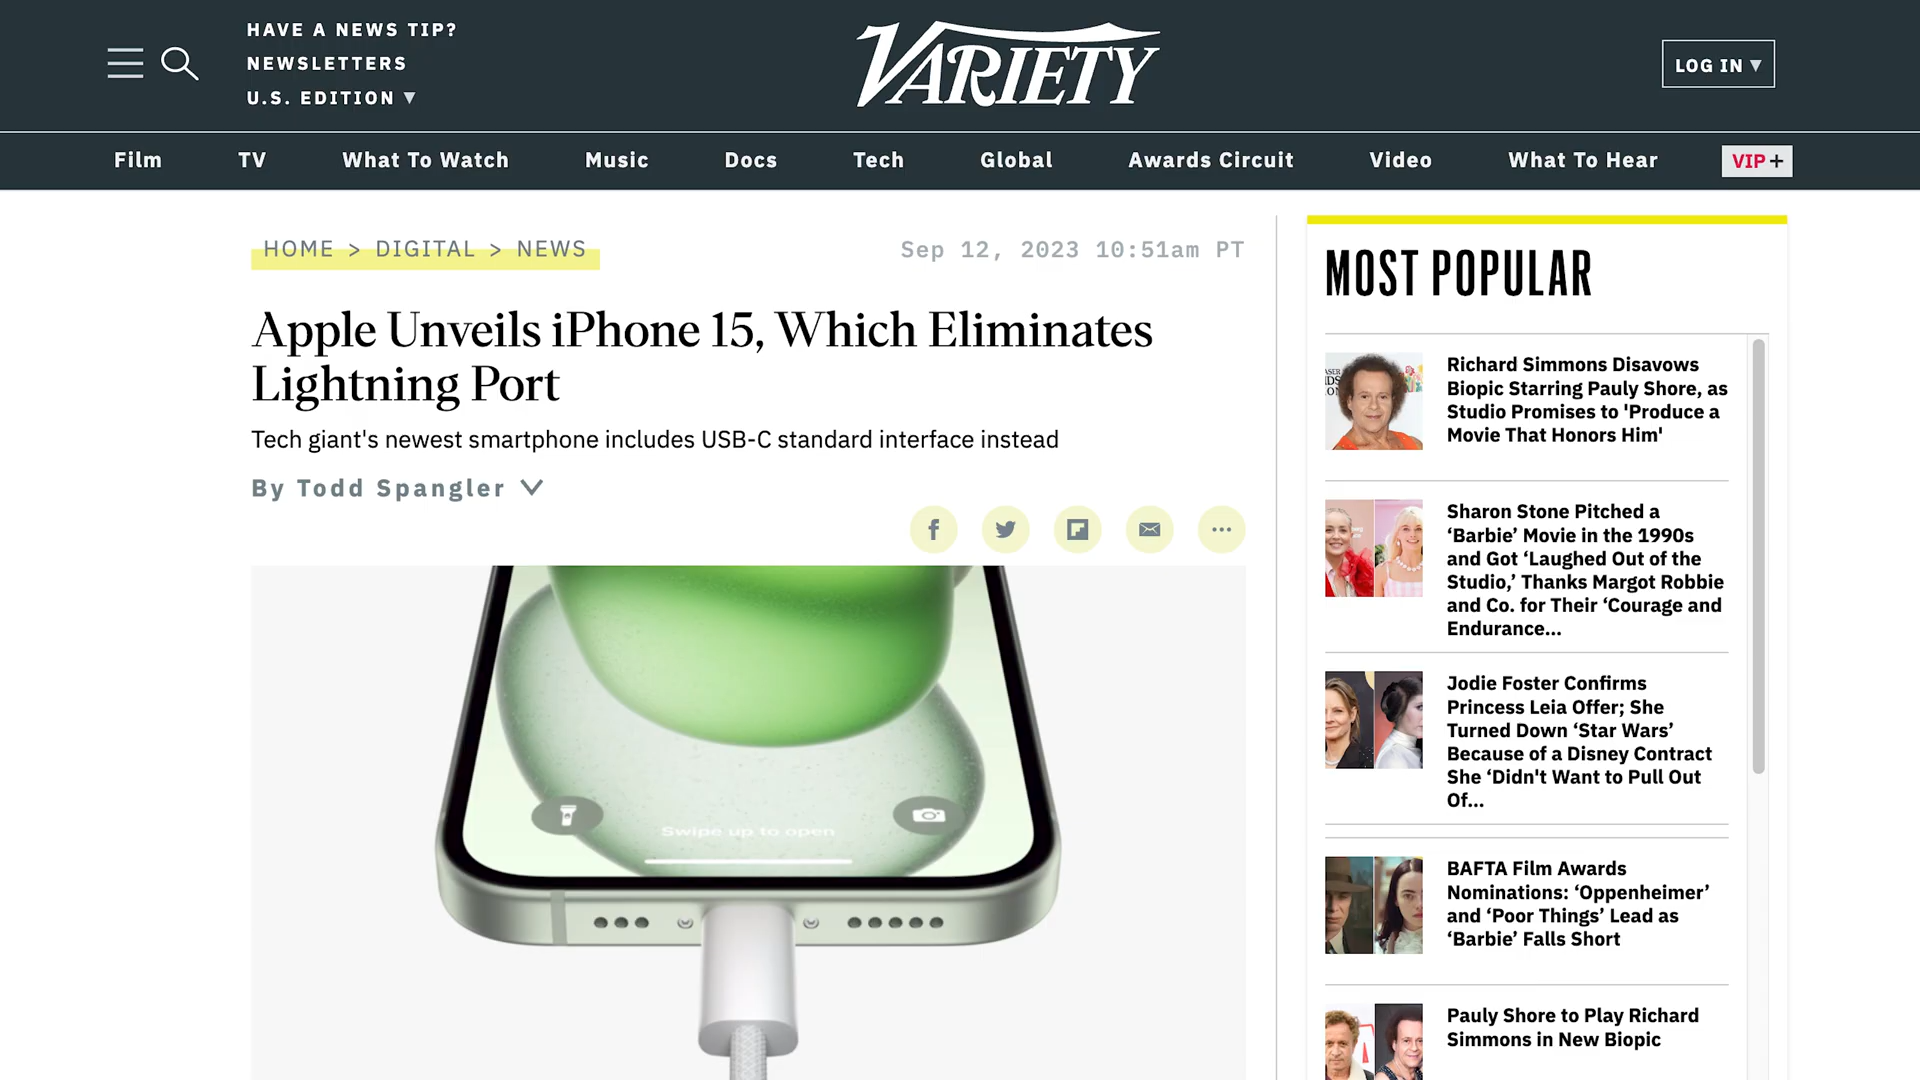 HAVE A NEWS TIP?
NEWSLETTERS
U.S. EDITION ▼
VARIETY
LOG IN ▼
Film TV What To Watch Music Docs Tech Global Awards Circuit Video What To Hear VIP+
HOME > DIGITAL > NEWS
Sep 12, 2023 10:51am PT
Apple Unveils iPhone 15, Which Eliminates
Lightning Port
Tech giant's newest smartphone includes USB-C standard interface instead
By Todd Spangler
Swipe up to open
MOST POPULAR
Richard Simmons Disavows
Biopic Starring Pauly Shore, as
Studio Promises to 'Produce a
Movie That Honors Him'
Sharon Stone Pitched a
‘Barbie’ Movie in the 1990s
and Got ‘Laughed Out of the
Studio,’ Thanks Margot Robbie
and Co. for Their ‘Courage and
Endurance...
Jodie Foster Confirms
Princess Leia Offer; She
Turned Down ‘Star Wars’
Because of a Disney Contract
She ‘Didn't Want to Pull Out
Of...
BAFTA Film Awards
Nominations: ‘Oppenheimer’
and ‘Poor Things’ Lead as
‘Barbie’ Falls Short
Pauly Shore to Play Richard
Simmons in New Biopic